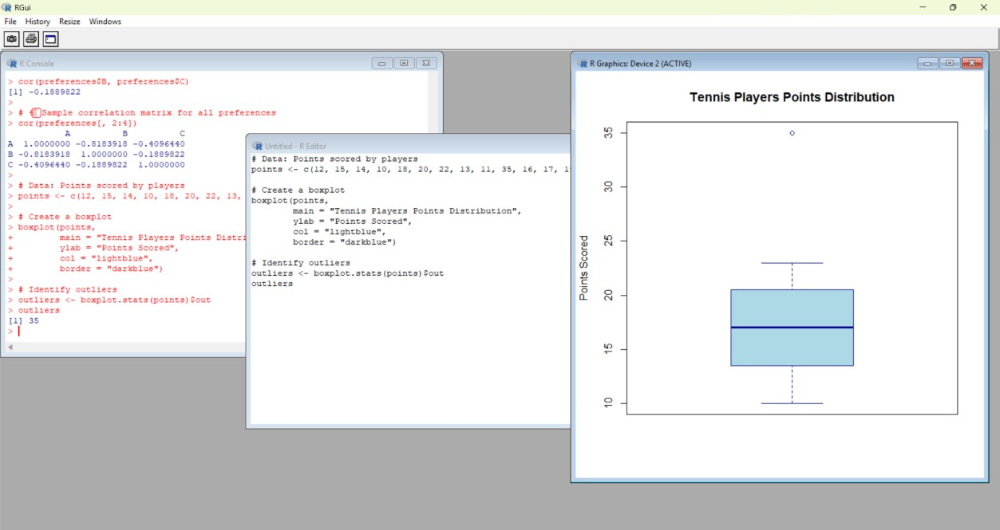 RGui
File History Resize Windows
R Console
> cor(preferences$B, preferences$C)
[1] -0.1889822
>
> # Sample correlation matrix for all preferences
> cor(preferences[, 2:4])
A B C
A 1.0000000 -0.8183918 -0.4096440
B -0.8183918 1.0000000 -0.1889822
C -0.4096440 -0.1889822 1.0000000
>
> # Data: Points scored by players
> points <- c(12, 15, 14, 10, 18, 20, 22, 13,
>
> # Create a boxplot
> boxplot(points,
+ main = "Tennis Players Points Distri
+ ylab = "Points Scored",
+ col = "lightblue",
+ border = "darkblue")
>
> # Identify outliers
> outliers <- boxplot.stats(points)$out
> outliers
[1] 35
>
Untitled - R Editor
# Data: Points scored by players
points <- c(12, 15, 14, 10, 18, 20, 22, 13, 11, 35, 16, 17, 1
# Create a boxplot
boxplot(points,
main = "Tennis Players Points Distribution",
ylab = "Points Scored",
col = "lightblue",
border = "darkblue")
# Identify outliers
outliers <- boxplot.stats(points)$out
outliers
R Graphics: Device 2 (ACTIVE)
Tennis Players Points Distribution
Points Scored
35
30
25
20
15
10